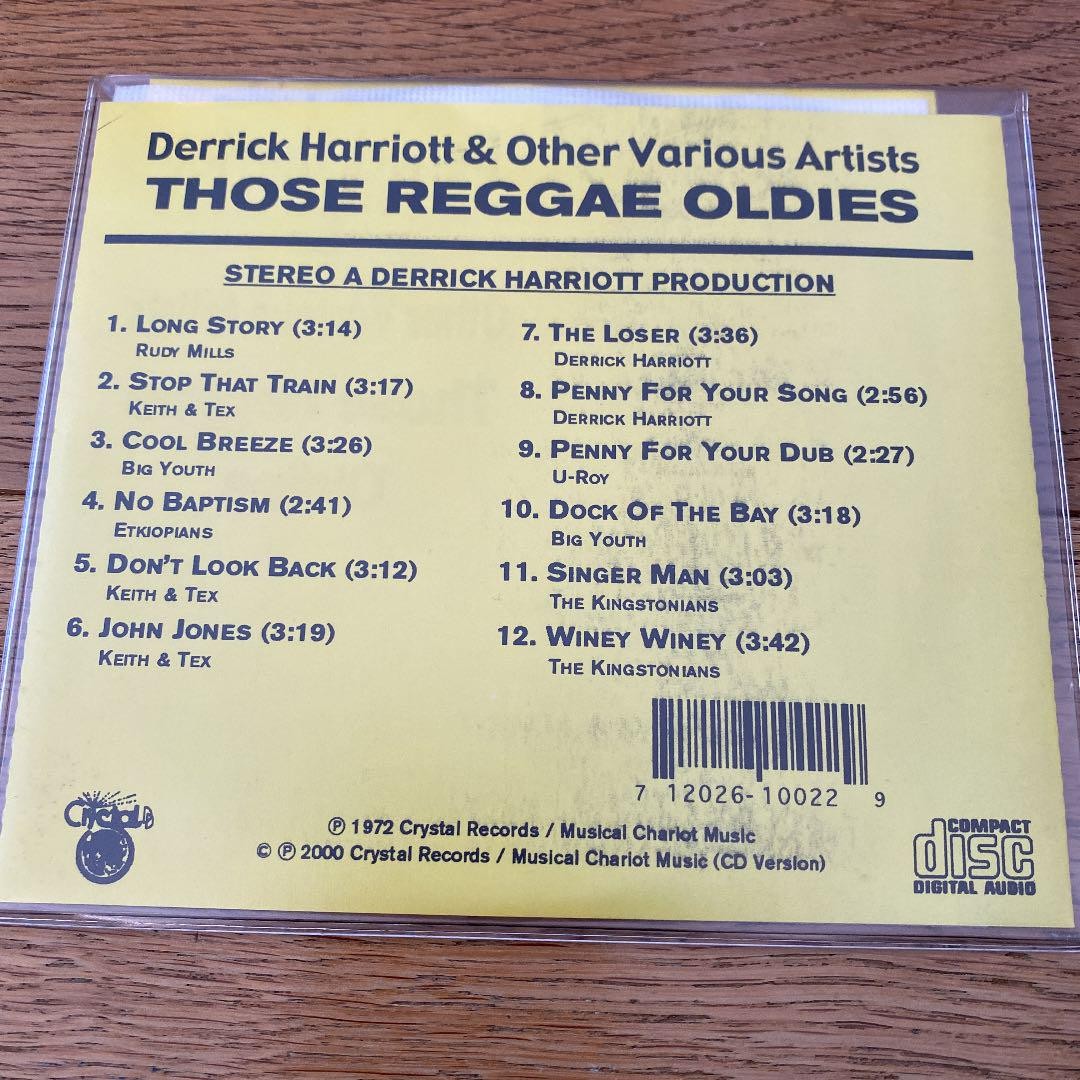 Derrick Harriott & Other Various Artists
THOSE REGGAE OLDIES
STEREO A DERRICK HARRIOTT PRODUCTION
1. LONG STORY (3:14)
RUDY MILLS
2. STOP THAT TRAIN (3:17)
KEITH & TEX
3. COOL BREEZE (3:26)
BIG YOUTH
4. NO BAPTISM (2:41)
ETKIOPIANS
5. DON'T LOOK BACK (3:12)
KEITH & TEX
6. JOHN JONES (3:19)
KEITH & TEX
7. THE LOSER (3:36)
DERRICK HARRIOTT
8. PENNY FOR YOUR SONG (2:56)
DERRICK HARRIOTT
9. PENNY FOR YOUR DUB (2:27)
U-ROY
10. DOCK OF THE BAY (3:18)
BIG YOUTH
11. SINGER MAN (3:03)
THE KINGSTONIANS
12. WINEY WINEY (3:42)
THE KINGSTONIANS
7 12026-10022 9
Crystal
℗ 1972 Crystal Records / Musical Chariot Music
© ℗ 2000 Crystal Records / Musical Chariot Music (CD Version)
COMPACT
disc
DIGITAL AUDIO